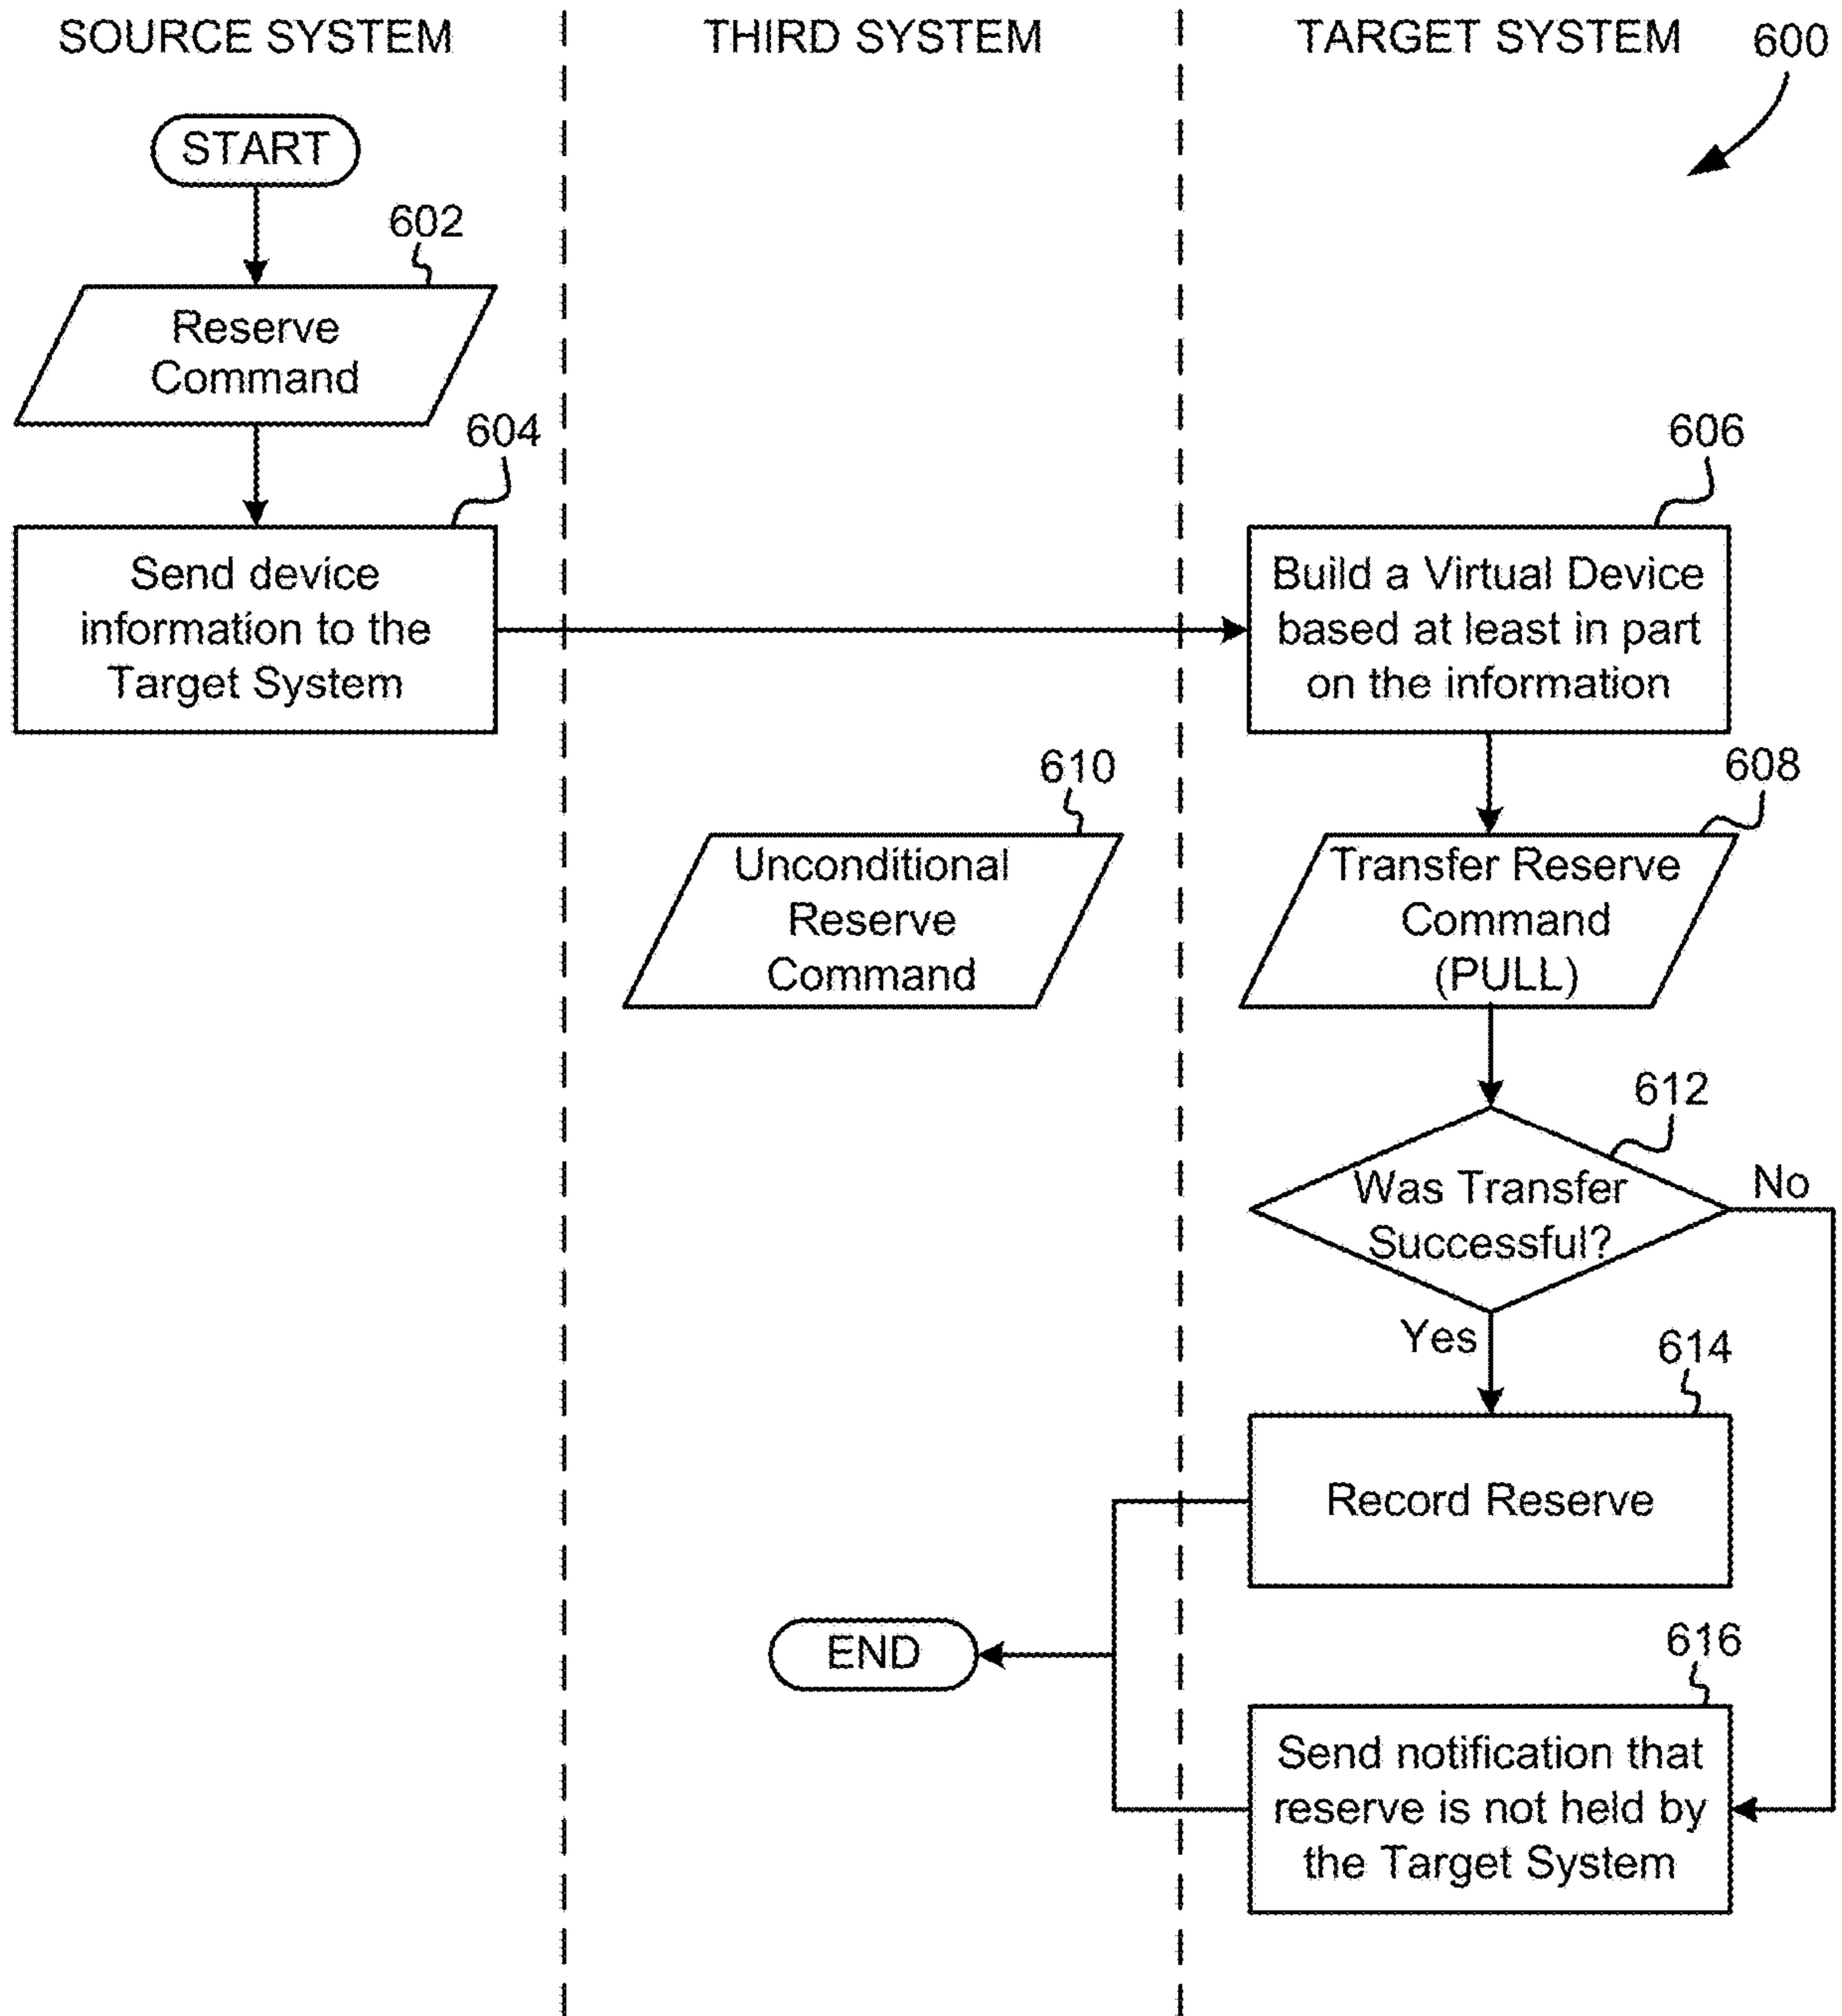 SOURCE SYSTEM
THIRD SYSTEM
TARGET SYSTEM
600
START
602
Reserve
Command
604
Send device
information to the
Target System
606
Build a Virtual Device
based at least in part
on the information
610
Unconditional
Reserve
Command
608
Transfer Reserve
Command
(PULL)
612
Was Transfer
Successful?
No
Yes
614
Record Reserve
END
616
Send notification that
reserve is not held by
the Target System